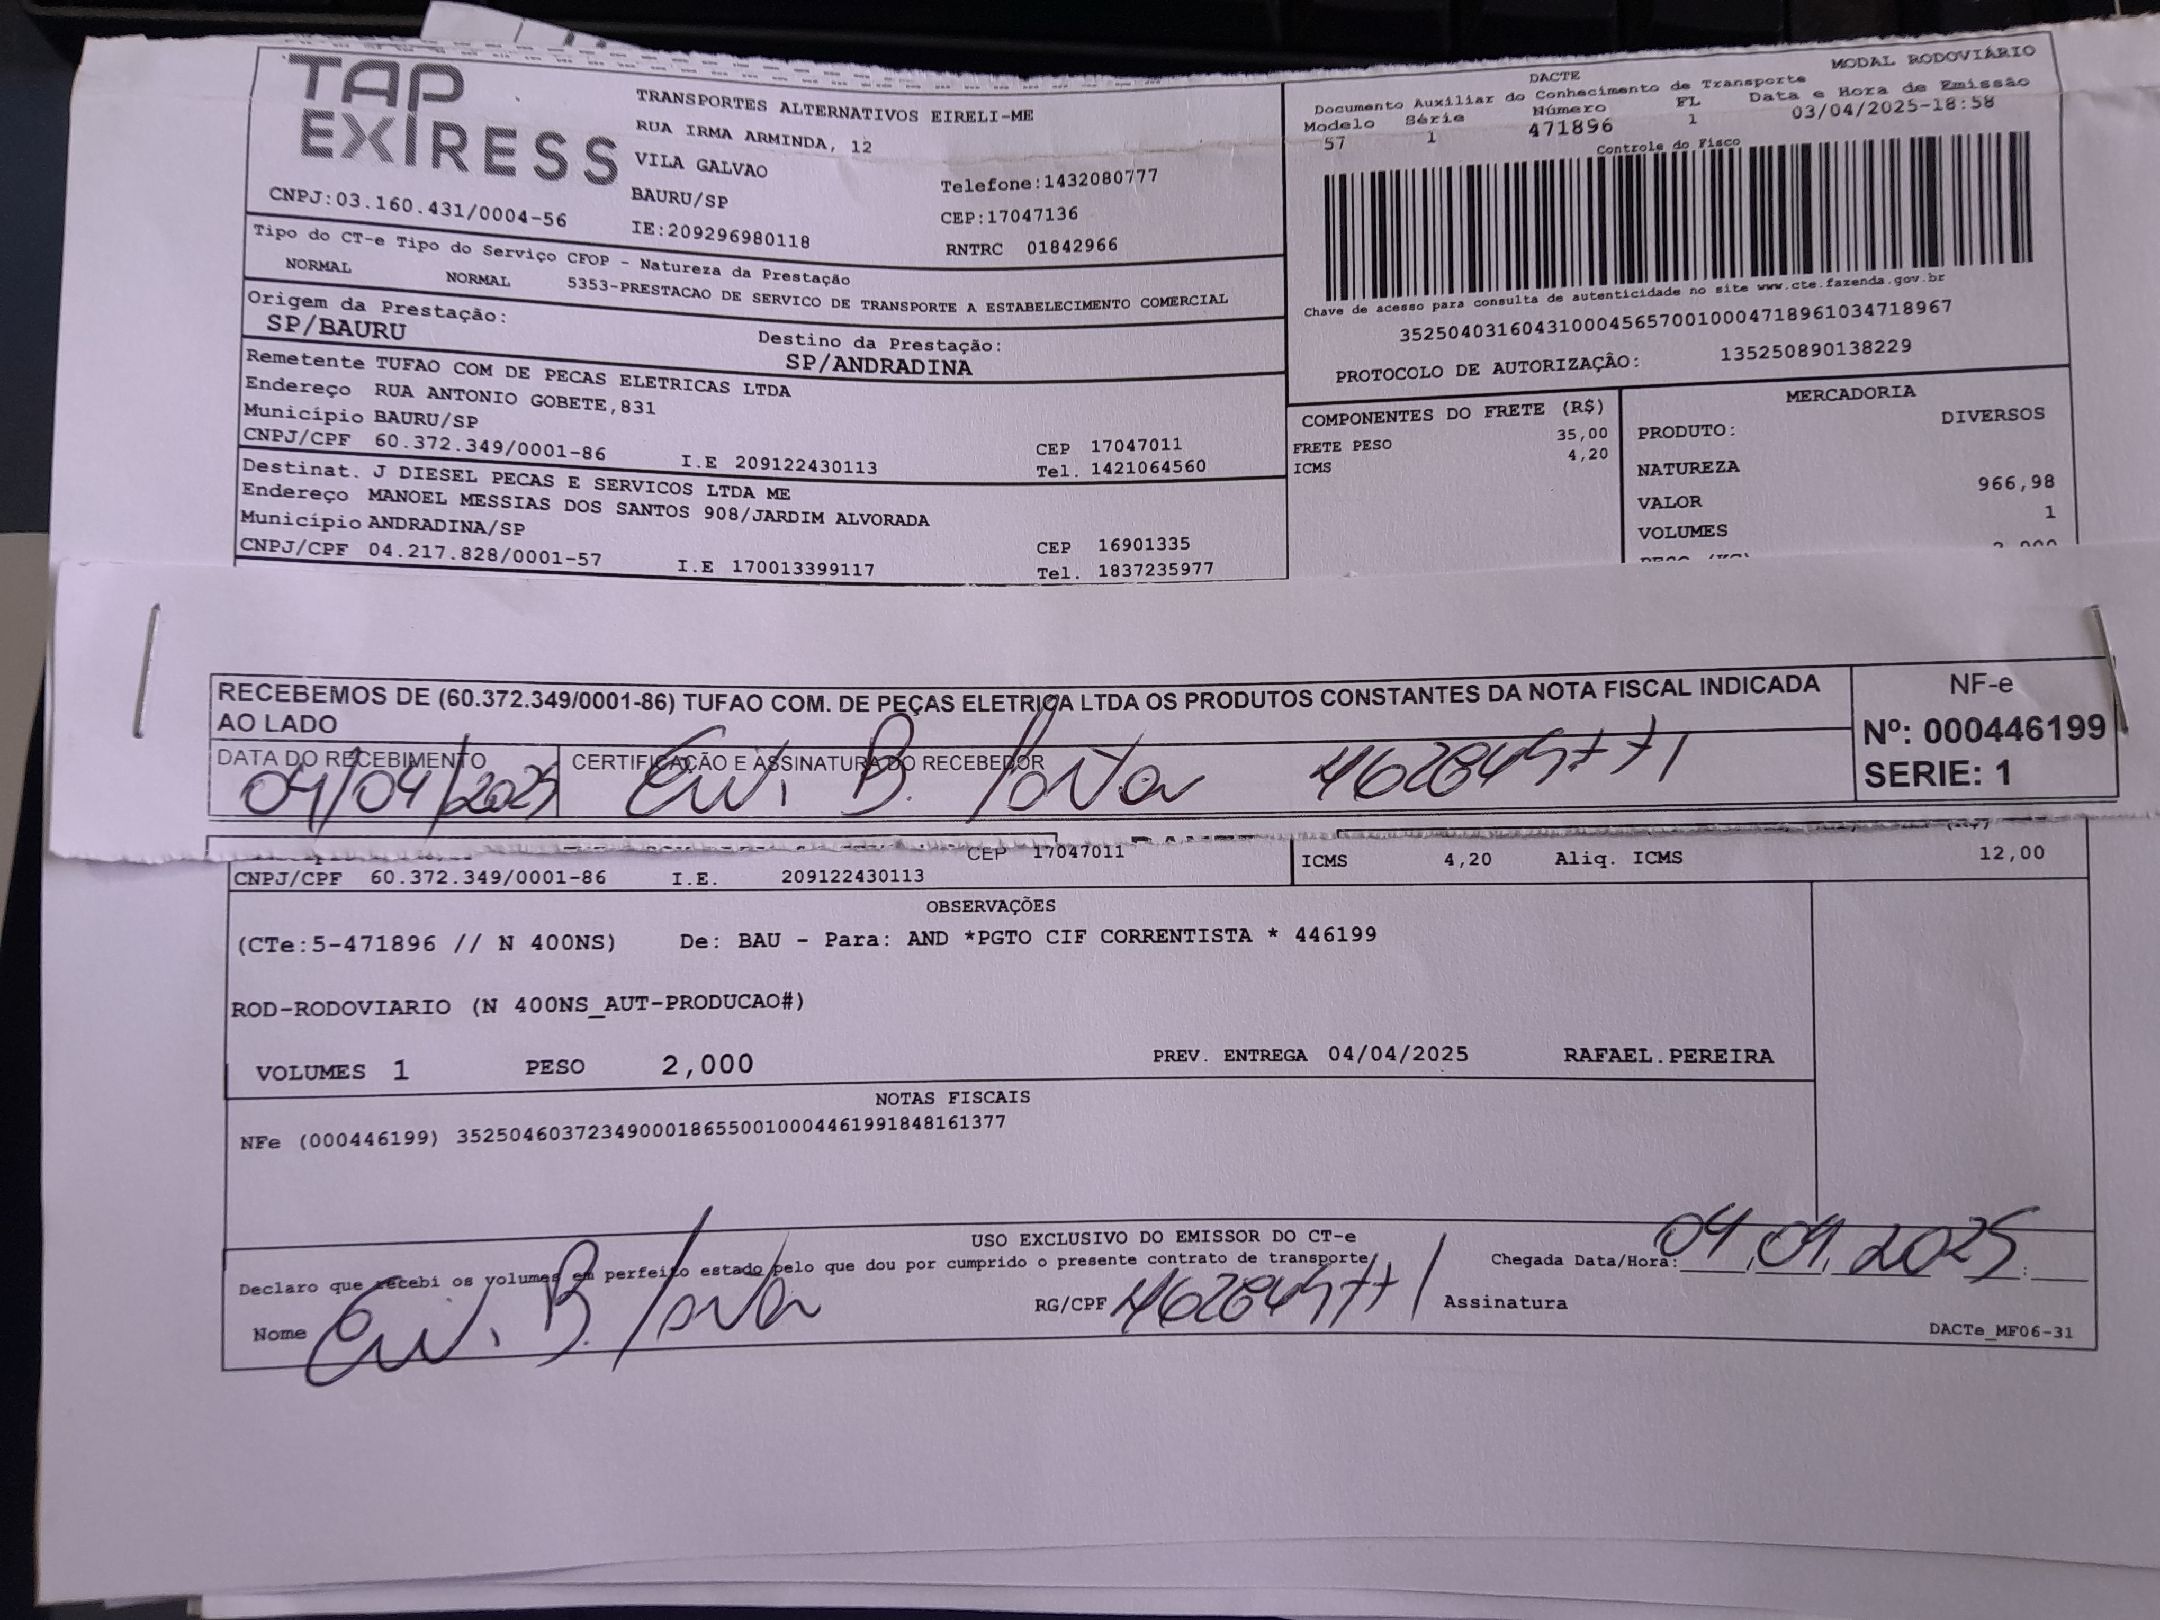 TAP
EXIRESS
CNPJ:03.160.431/0004-56
TRANSPORTES ALTERNATIVOS EIRELI-ME
RUA IRMA ARMINDA, 12
VILA GALVAO
BAURU/SP
IE:209296980118
Telefone:1432080777
CEP:17047136
RNTRC 01842966
DACTE
MODAL RODOVIÁRIO
Documento Auxiliar do Conhecimento de Transporte
Modelo Série Número FL Data e Hora de Emissão
57 1 471896 1 03/04/2025-18:58
Controle do Fisco
Chave de acesso para consulta de autenticidade no site www.cte.fazenda.gov.br
35250403160431000456570010004718961034718967
PROTOCOLO DE AUTORIZAÇÃO: 135250890138229
Tipo do CT-e Tipo do Serviço CFOP - Natureza da Prestação
NORMAL NORMAL 5353-PRESTACAO DE SERVICO DE TRANSPORTE A ESTABELECIMENTO COMERCIAL
Origem da Prestação: Destino da Prestação:
SP/BAURU SP/ANDRADINA
Remetente TUFAO COM DE PECAS ELETRICAS LTDA
Endereço RUA ANTONIO GOBETE,831
Município BAURU/SP CEP 17047011
CNPJ/CPF 60.372.349/0001-86 I.E 209122430113 Tel. 1421064560
Destinat. J DIESEL PECAS E SERVICOS LTDA ME
Endereço MANOEL MESSIAS DOS SANTOS 908/JARDIM ALVORADA
Município ANDRADINA/SP CEP 16901335
CNPJ/CPF 04.217.828/0001-57 I.E 170013399117 Tel. 1837235977
COMPONENTES DO FRETE (R$)
FRETE PESO 35,00
ICMS 4,20
MERCADORIA
PRODUTO: DIVERSOS
NATUREZA
VALOR 966,98
VOLUMES 1
RECEBEMOS DE (60.372.349/0001-86) TUFAO COM. DE PEÇAS ELETRICA LTDA OS PRODUTOS CONSTANTES DA NOTA FISCAL INDICADA
AO LADO
DATA DO RECEBIMENTO CERTIFICAÇÃO E ASSINATURA DO RECEBEDOR
04/04/2025
NF-e
Nº: 000446199
SERIE: 1
CEP 17047011
CNPJ/CPF 60.372.349/0001-86 I.E. 209122430113
ICMS 4,20 Aliq. ICMS 12,00
OBSERVAÇÕES
(CTe:5-471896 // N 400NS) De: BAU - Para: AND *PGTO CIF CORRENTISTA * 446199
ROD-RODOVIARIO (N 400NS_AUT-PRODUCAO#)
VOLUMES 1 PESO 2,000 PREV. ENTREGA 04/04/2025 RAFAEL.PEREIRA
NOTAS FISCAIS
NFe (000446199) 35250460372349000186550010004461991848161377
USO EXCLUSIVO DO EMISSOR DO CT-e
Declaro que recebi os volumes em perfeito estado pelo que dou por cumprido o presente contrato de transporte
Chegada Data/Hora: 04 04 2025 :
Nome RG/CPF Assinatura
DACTe_MF06-31